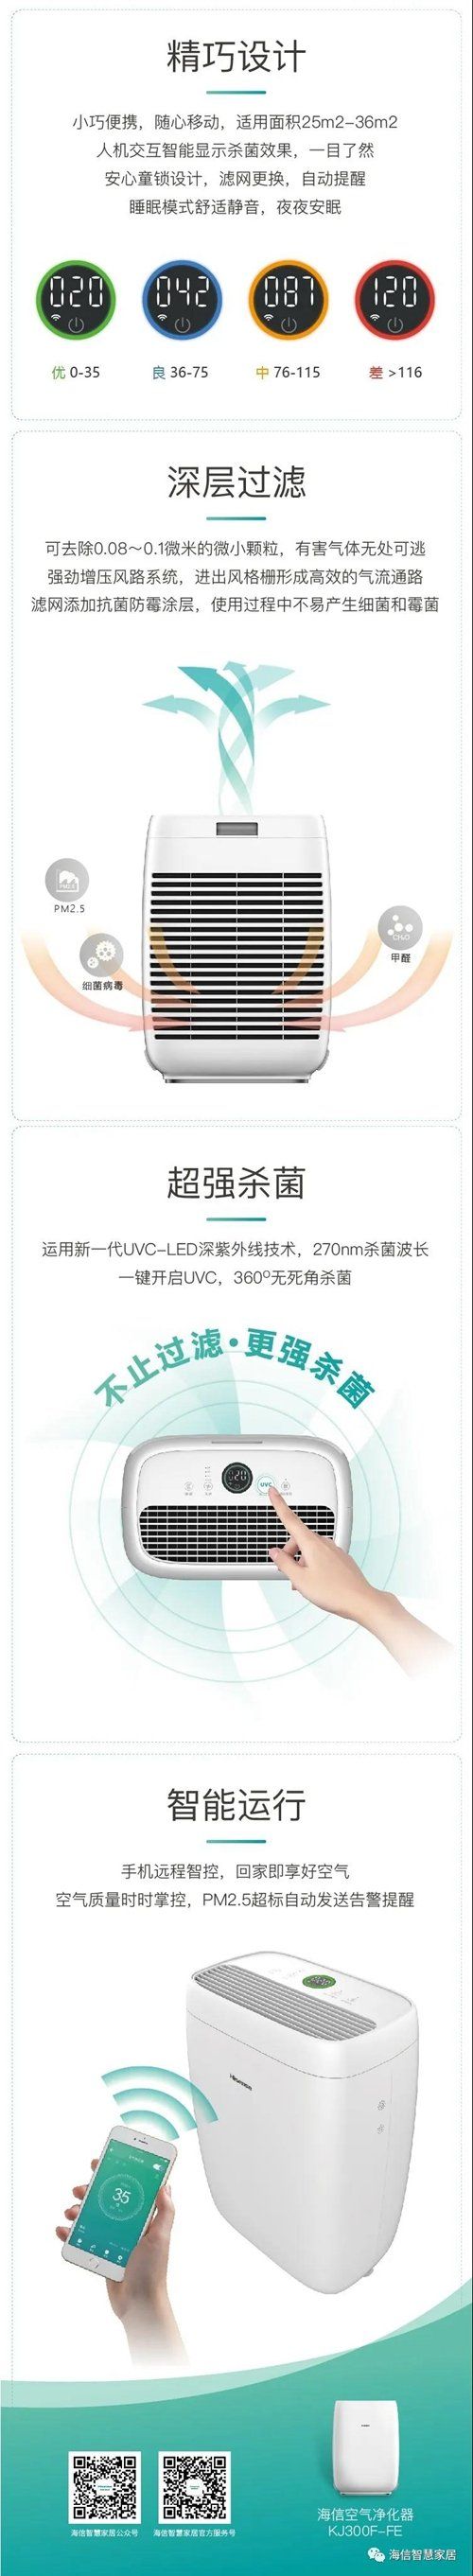 精巧设计
小巧便携，随心移动，适用面积25m2-36m2
人机交互智能显示杀菌效果，一目了然
安心童锁设计，滤网更换，自动提醒
睡眠模式舒适静音，夜夜安眠
020
042
087
120
优 0-35
良 36-75
中 76-115
差 >116
深层过滤
可去除0.08～0.1微米的微小颗粒，有害气体无处可逃
强劲增压风路系统，进出风格栅形成高效的气流通路
滤网添加抗菌防霉涂层，使用过程中不易产生细菌和霉菌
PM2.5
PM2.5
细菌病毒
CH₂O
甲醛
超强杀菌
运用新一代UVC-LED深紫外线技术，270nm杀菌波长
一键开启UVC，360°无死角杀菌
不止过滤·更强杀菌
020
UVC
智能运行
手机远程智控，回家即享好空气
空气质量时时掌控，PM2.5超标自动发送告警提醒
Hisense
35
海信智慧家居公众号
海信智慧家居官方服务号
海信空气净化器
KJ300F-FE
海信智慧家居